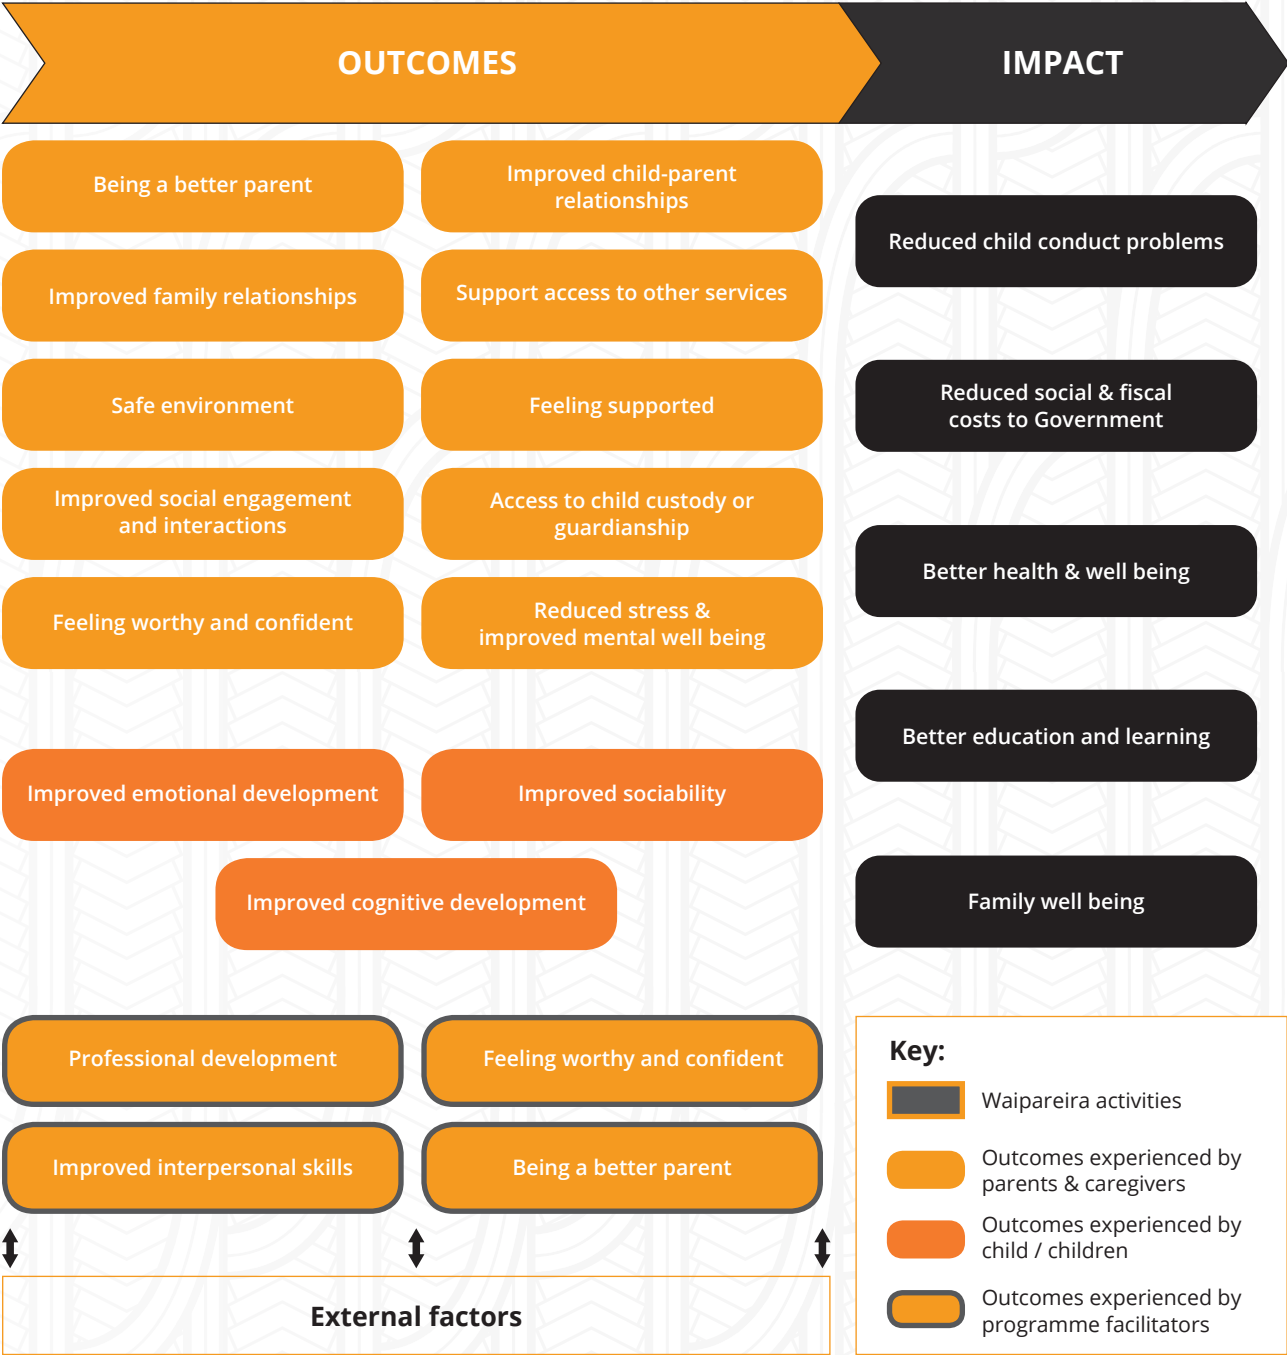 OUTCOMES
IMPACT
Being a better parent
Improved child-parent
relationships
Improved family relationships
Support access to other services
Safe environment
Feeling supported
Improved social engagement
and interactions
Access to child custody or
guardianship
Feeling worthy and confident
Reduced stress &
improved mental well being
Improved emotional development
Improved sociability
Improved cognitive development
Professional development
Feeling worthy and confident
Improved interpersonal skills
Being a better parent
External factors
Reduced child conduct problems
Reduced social & fiscal
costs to Government
Better health & well being
Better education and learning
Family well being
Key:
Waipareira activities
Outcomes experienced by
parents & caregivers
Outcomes experienced by
child / children
Outcomes experienced by
programme facilitators